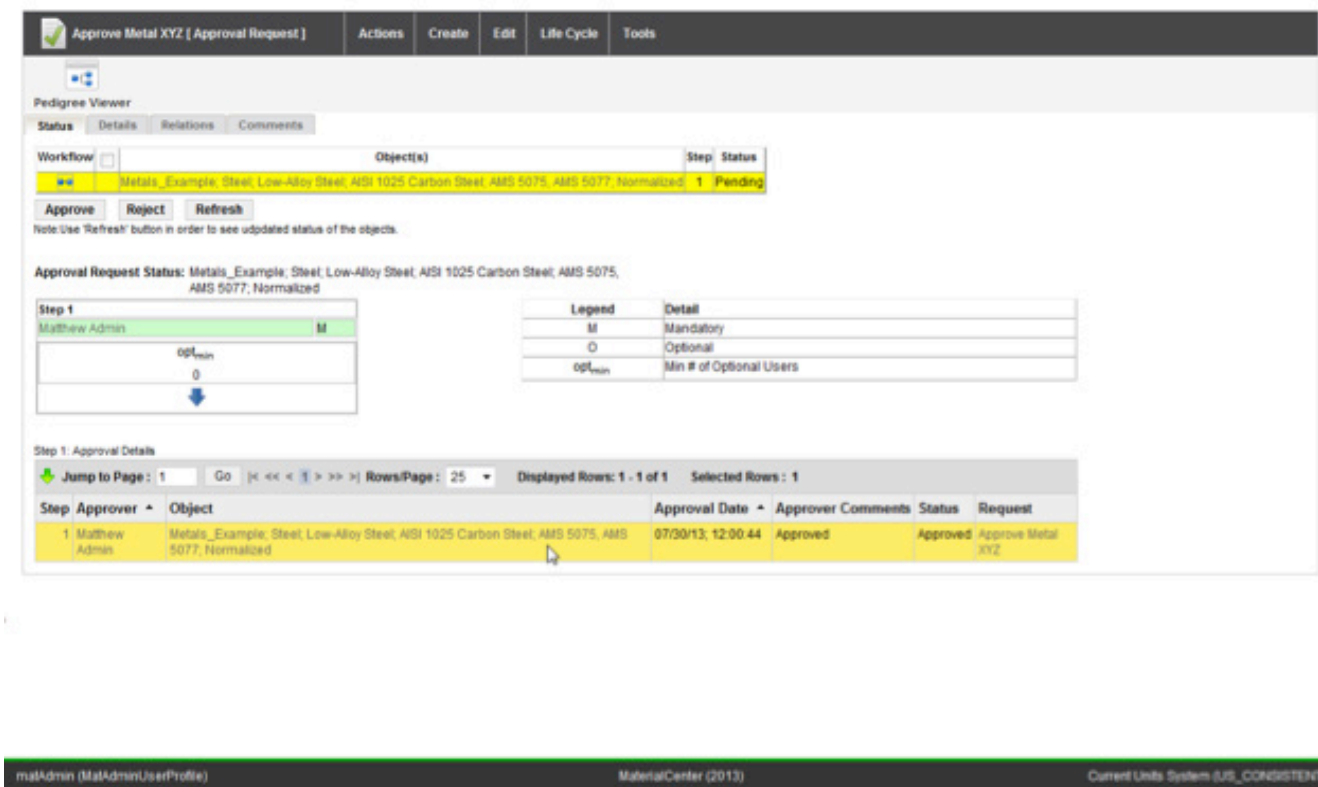 Approve Metal XYZ [ Approval Request ] Actions Create Edit Life Cycle Tools
Pedigree Viewer
Status Details Relations Comments
Workflow Object(s) Step Status
Metals_Example; Steel; Low-Alloy Steel; AISI 1025 Carbon Steel; AMS 5075, AMS 5077; Normalized 1 Pending
Approve Reject Refresh
Note:Use 'Refresh' button in order to see udpdated status of the objects.
Approval Request Status: Metals_Example; Steel; Low-Alloy Steel; AISI 1025 Carbon Steel; AMS 5075,
AMS 5077; Normalized
Step 1
Matthew Admin M
optmin
0
Legend Detail
M Mandatory
O Optional
optmin Min # of Optional Users
Step 1: Approval Details
Jump to Page : 1 Go |< << < 1 > >> >| Rows/Page : 25 Displayed Rows: 1 - 1 of 1 Selected Rows : 1
Step Approver Object Approval Date Approver Comments Status Request
1 Matthew Metals_Example; Steel; Low-Alloy Steel; AISI 1025 Carbon Steel; AMS 5075, AMS 07/30/13; 12:00:44 Approved Approved Approve Metal
Admin 5077; Normalized XYZ
matAdmin (MatAdminUserProfile) MaterialCenter (2013) Current Units System (US_CONSISTENT